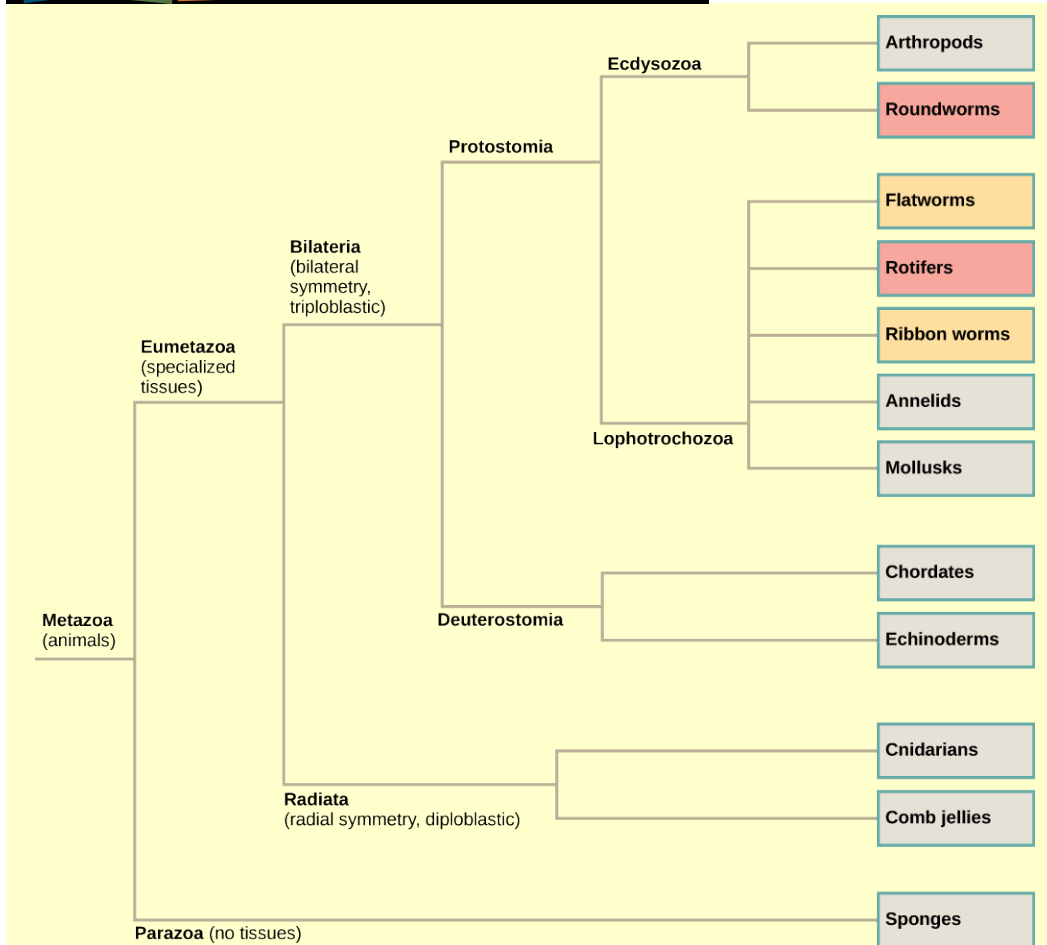 Arthropods
Ecdysozoa
Roundworms
Protostomia
Flatworms
Bilateria
(bilateral
symmetry,
triploblastic)
Rotifers
Ribbon worms
Eumetazoa
(specialized
tissues)
Annelids
Lophotrochozoa
Mollusks
Chordates
Metazoa
(animals)
Deuterostomia
Echinoderms
Cnidarians
Radiata
(radial symmetry, diploblastic)
Comb jellies
Sponges
Parazoa (no tissues)